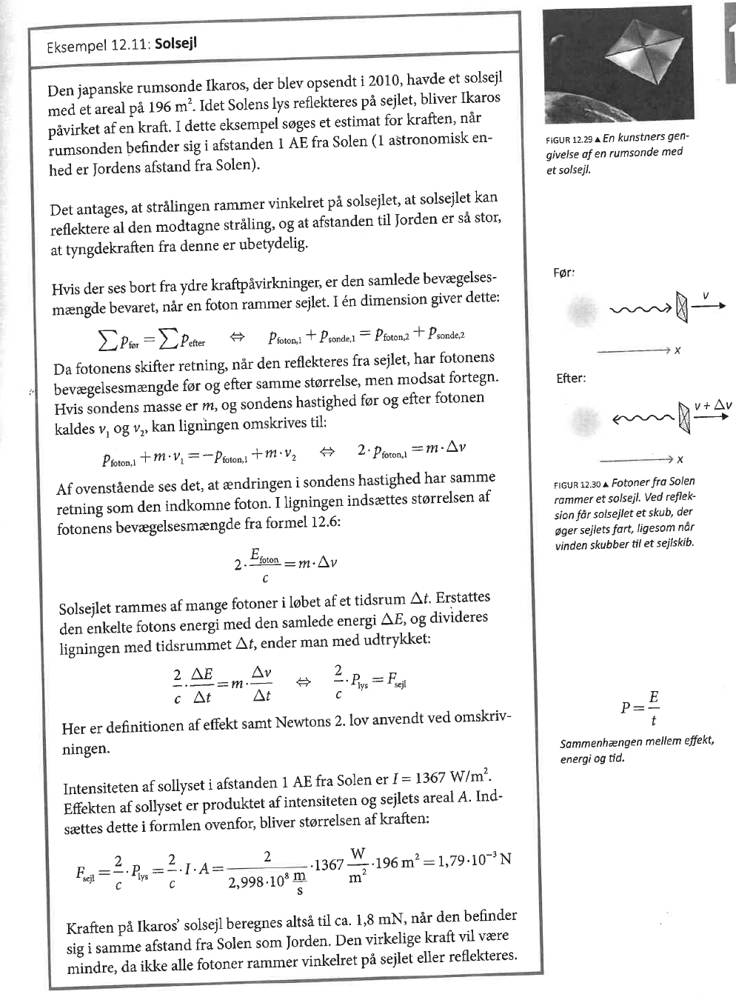 Eksempel 12.11: Solsejl
Den japanske rumsonde Ikaros, der blev opsendt i 2010, havde et solsejl
med et areal på 196 m². Idet Solens lys reflekteres på sejlet, bliver Ikaros
påvirket af en kraft. I dette eksempel søges et estimat for kraften, når
rumsonden befinder sig i afstanden 1 AE fra Solen (1 astronomisk en-
hed er Jordens afstand fra Solen).
Det antages, at strålingen rammer vinkelret på solsejlet, at solsejlet kan
reflektere al den modtagne stråling, og at afstanden til Jorden er så stor,
at tyngdekraften fra denne er ubetydelig.
Hvis der ses bort fra ydre kraftpåvirkninger, er den samlede bevægelses-
mængde bevaret, når en foton rammer sejlet. I én dimension giver dette:
∑p_før = ∑p_efter ⇔ p_foton,1 + p_sonde,1 = p_foton,2 + p_sonde,2
Da fotonens skifter retning, når den reflekteres fra sejlet, har fotonens
bevægelsesmængde før og efter samme størrelse, men modsat fortegn.
Hvis sondens masse er m, og sondens hastighed før og efter fotonen
kaldes v₁ og v₂, kan ligningen omskrives til:
p_foton,1 + m · v₁ = −p_foton,1 + m · v₂ ⇔ 2 · p_foton,1 = m · Δv
Af ovenstående ses det, at ændringen i sondens hastighed har samme
retning som den indkomne foton. I ligningen indsættes størrelsen af
fotonens bevægelsesmængde fra formel 12.6:
2 · E_foton / c = m · Δv
Solsejlet rammes af mange fotoner i løbet af et tidsrum Δt. Erstattes
den enkelte fotons energi med den samlede energi ΔE, og divideres
ligningen med tidsrummet Δt, ender man med udtrykket:
2/c · ΔE/Δt = m · Δv/Δt ⇔ 2/c · P_lys = F_sejl
Her er definitionen af effekt samt Newtons 2. lov anvendt ved omskriv-
ningen.
Intensiteten af sollyset i afstanden 1 AE fra Solen er I = 1367 W/m².
Effekten af sollyset er produktet af intensiteten og sejlets areal A. Ind-
sættes dette i formlen ovenfor, bliver størrelsen af kraften:
F_sejl = 2/c · P_lys = 2/c · I · A = 2/(2,998·10⁸ m/s) · 1367 W/m² · 196 m² = 1,79·10⁻³ N
Kraften på Ikaros' solsejl beregnes altså til ca. 1,8 mN, når den befinder
sig i samme afstand fra Solen som Jorden. Den virkelige kraft vil være
mindre, da ikke alle fotoner rammer vinkelret på sejlet eller reflekteres.
FIGUR 12.29 ▲ En kunstners gen-
givelse af en rumsonde med
et solsejl.
Før:
v
x
Efter:
v + Δv
x
FIGUR 12.30 ▲ Fotoner fra Solen
rammer et solsejl. Ved reflek-
sion får solsejlet et skub, der
øger sejlets fart, ligesom når
vinden skubber til et sejlskib.
P = E/t
Sammenhængen mellem effekt,
energi og tid.